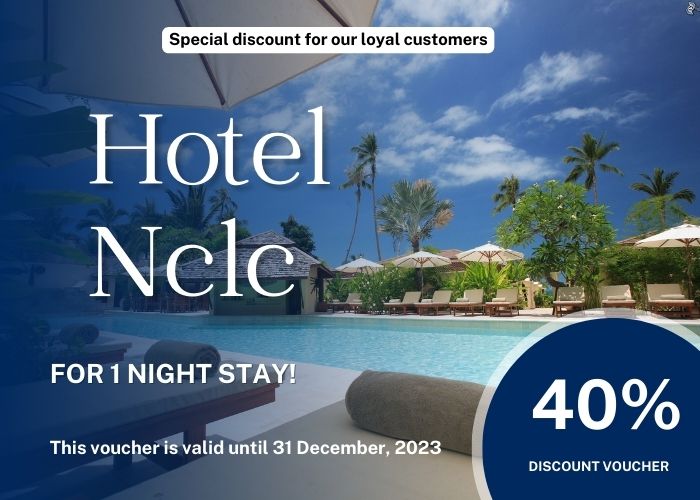 Special discount for our loyal customers
Hotel
Nclc
FOR 1 NIGHT STAY!
This voucher is valid until 31 December, 2023
40%
DISCOUNT VOUCHER